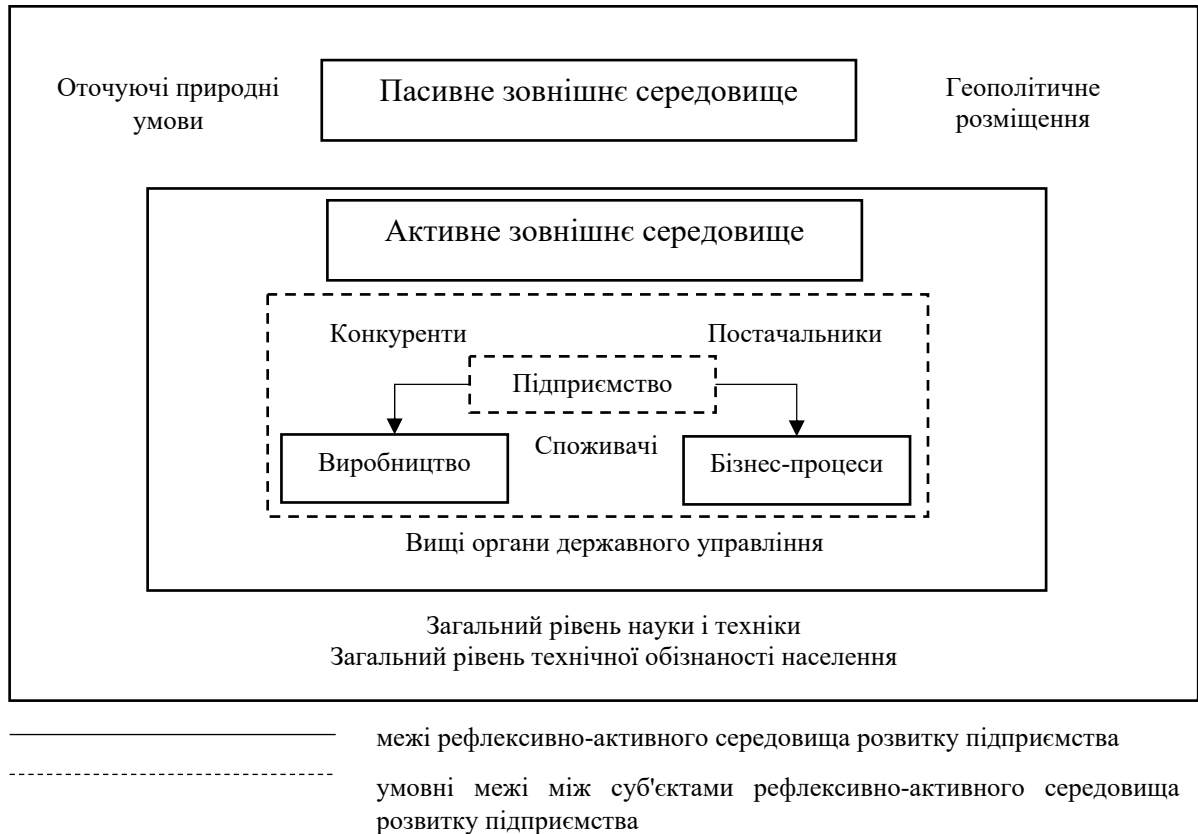 Оточуючі природні
умови
Пасивне зовнішнє середовище
Геополітичне
розміщення
Активне зовнішнє середовище
Конкуренти
Постачальники
Підприємство
Виробництво
Споживачі
Бізнес-процеси
Вищі органи державного управління
Загальний рівень науки і техніки
Загальний рівень технічної обізнаності населення
межі рефлексивно-активного середовища розвитку підприємства
умовні межі між суб'єктами рефлексивно-активного середовища
розвитку підприємства